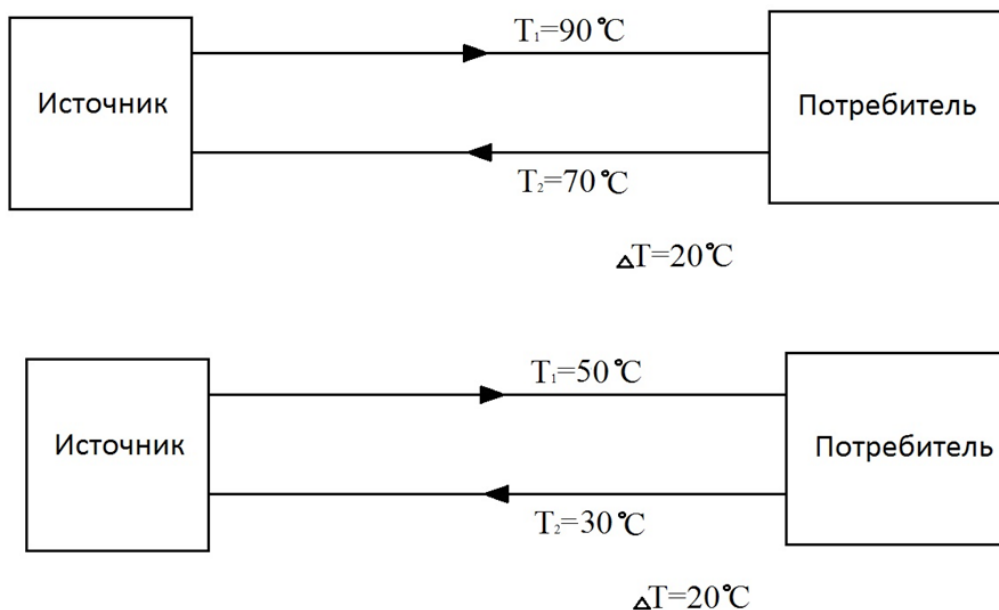 T₁=90℃
Источник
Потребитель
T₂=70℃
△T=20℃
T₁=50℃
Источник
Потребитель
T₂=30℃
△T=20℃